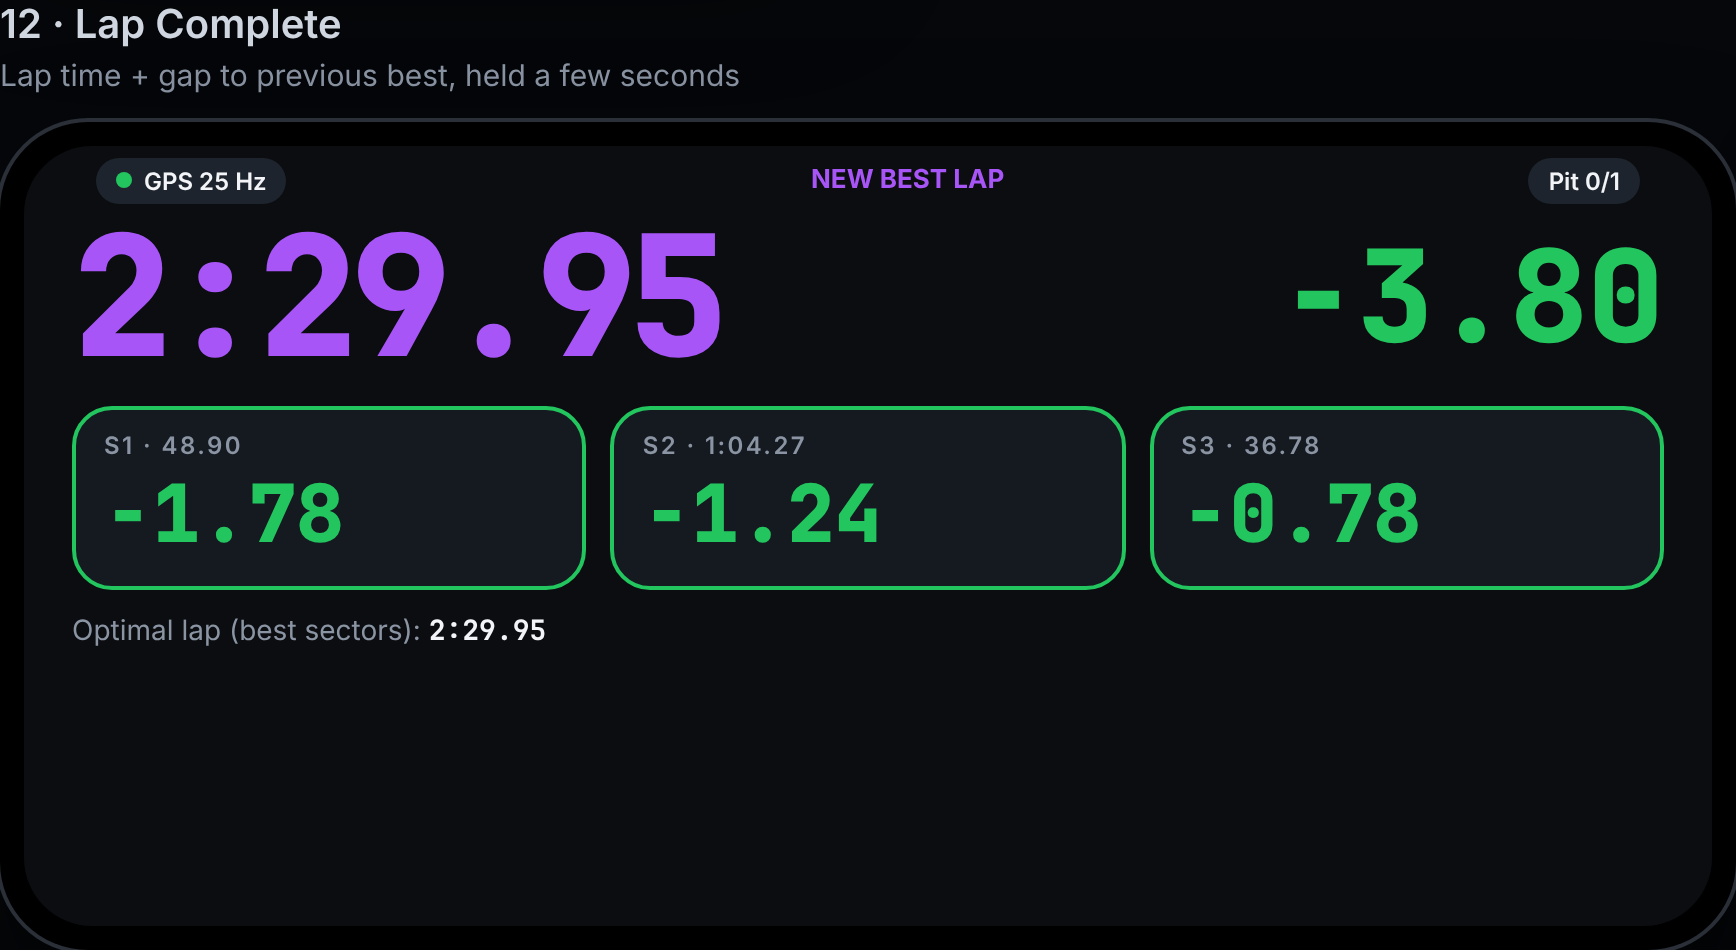 12 · Lap Complete
Lap time + gap to previous best, held a few seconds
GPS 25 Hz
NEW BEST LAP
Pit 0/1
2:29.95
-3.80
S1 · 48.90
-1.78
S2 · 1:04.27
-1.24
S3 · 36.78
-0.78
Optimal lap (best sectors): 2:29.95